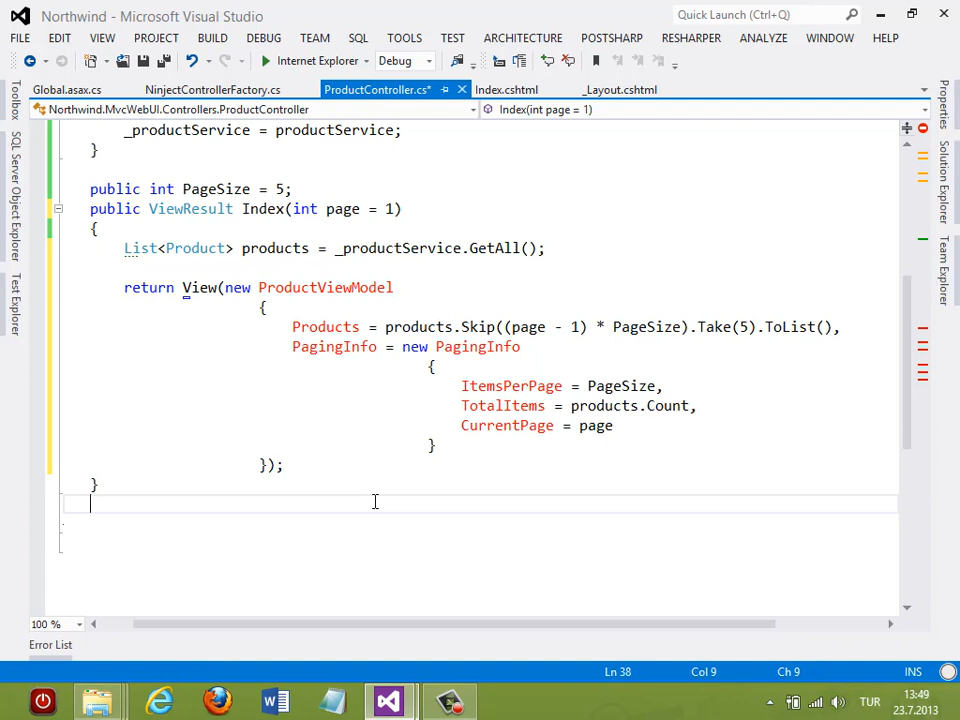 Northwind - Microsoft Visual Studio
Quick Launch (Ctrl+Q)
FILE EDIT VIEW PROJECT BUILD DEBUG TEAM SQL TOOLS TEST ARCHITECTURE POSTSHARP RESHARPER ANALYZE WINDOW HELP
Internet Explorer Debug
Global.asax.cs NinjectControllerFactory.cs ProductController.cs* Index.cshtml _Layout.cshtml
Northwind.MvcWebUI.Controllers.ProductController Index(int page = 1)
Toolbox
SQL Server Object Explorer
Test Explorer
_productService = productService;
}
public int PageSize = 5;
public ViewResult Index(int page = 1)
{
List<Product> products = _productService.GetAll();
return View(new ProductViewModel
{
Products = products.Skip((page - 1) * PageSize).Take(5).ToList(),
PagingInfo = new PagingInfo
{
ItemsPerPage = PageSize,
TotalItems = products.Count,
CurrentPage = page
}
});
}
Properties
Solution Explorer
Team Explorer
100 %
Error List
Ln 38 Col 9 Ch 9 INS
TUR
13:49
23.7.2013